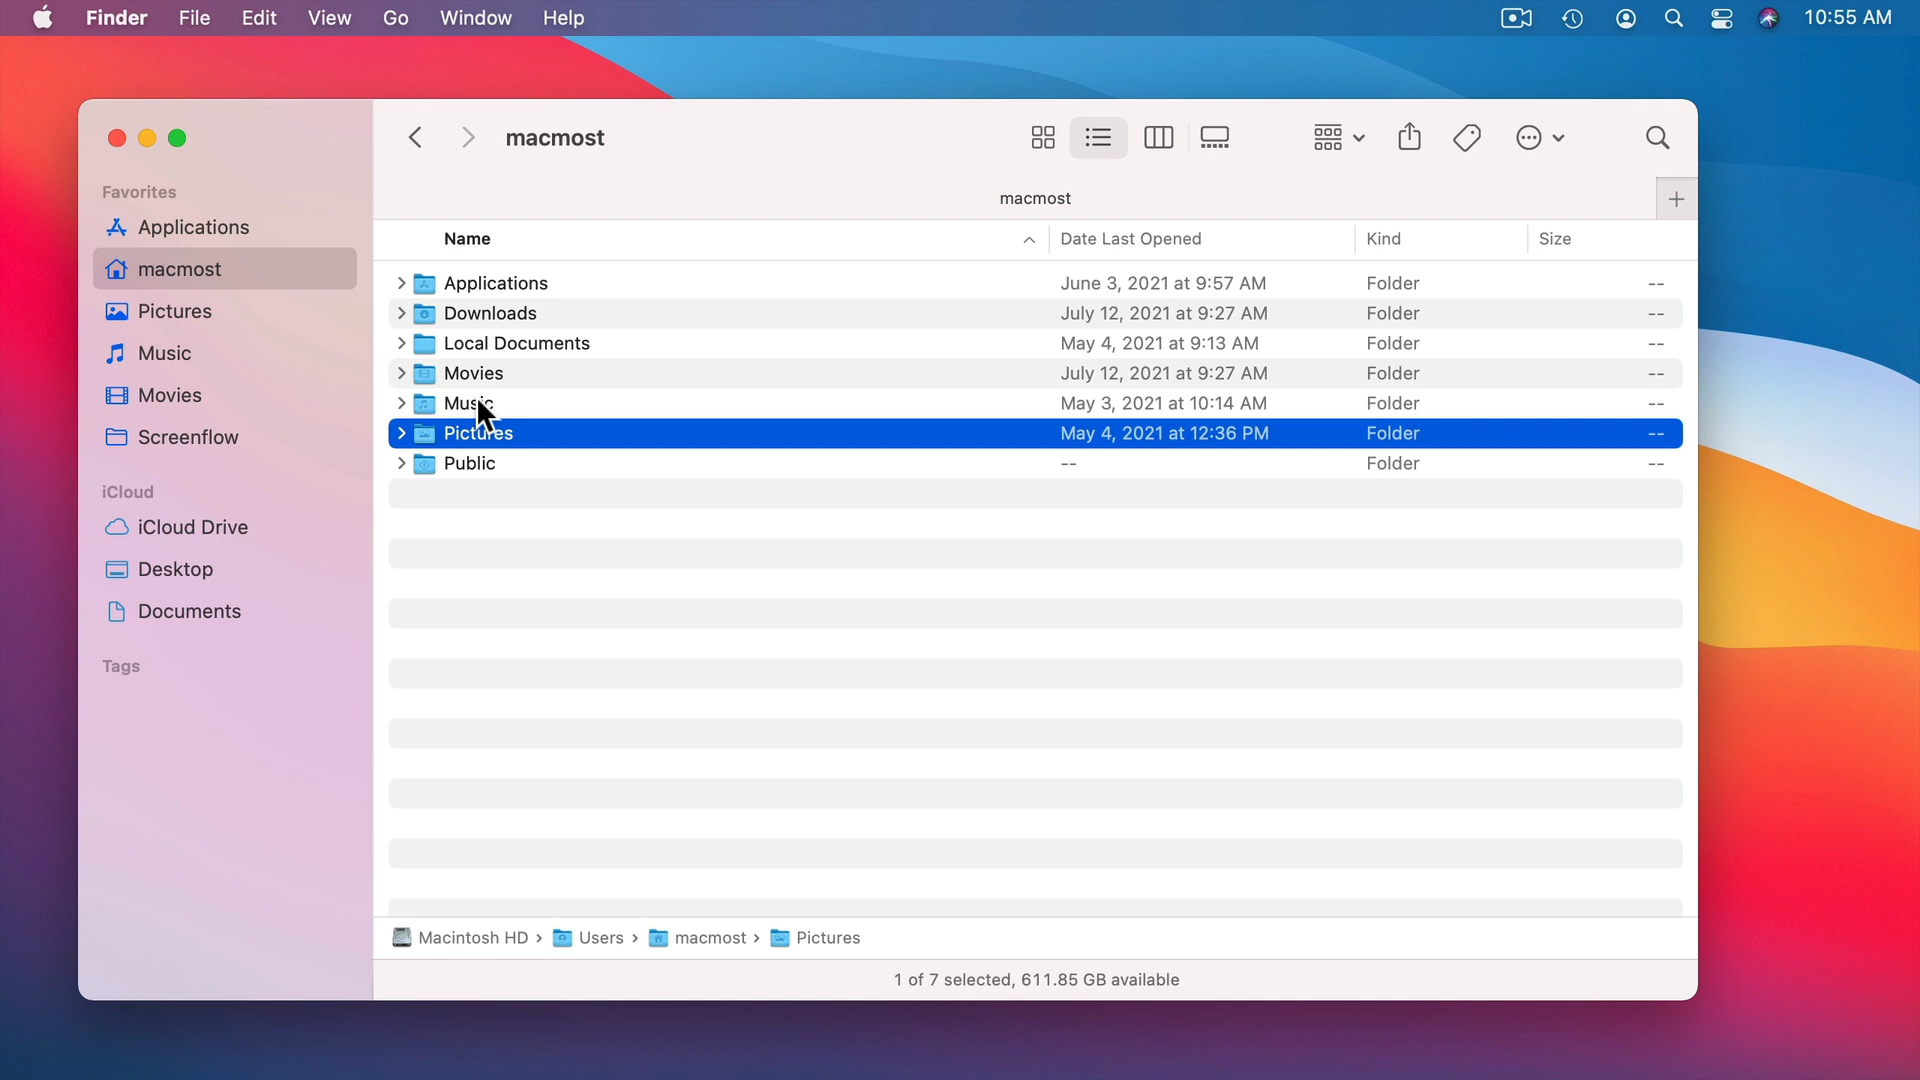 Finder File Edit View Go Window Help 10:55 AM
macmost
macmost
Favorites
Applications
macmost
Pictures
Music
Movies
Screenflow
iCloud
iCloud Drive
Desktop
Documents
Tags
Name Date Last Opened Kind Size
Applications June 3, 2021 at 9:57 AM Folder --
Downloads July 12, 2021 at 9:27 AM Folder --
Local Documents May 4, 2021 at 9:13 AM Folder --
Movies July 12, 2021 at 9:27 AM Folder --
Music May 3, 2021 at 10:14 AM Folder --
Pictures May 4, 2021 at 12:36 PM Folder --
Public -- Folder --
Macintosh HD › Users › macmost › Pictures
1 of 7 selected, 611.85 GB available